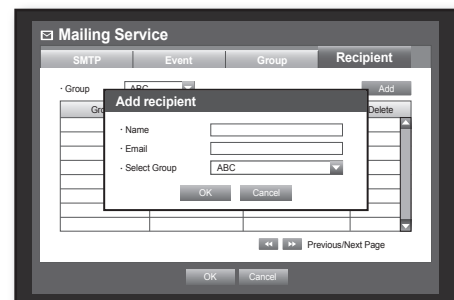 Mailing Service
SMTP Event Group Recipient
· Group ABC Add
Delete
Add recipient
· Name
· Email
· Select Group ABC
OK Cancel
Previous/Next Page
OK Cancel